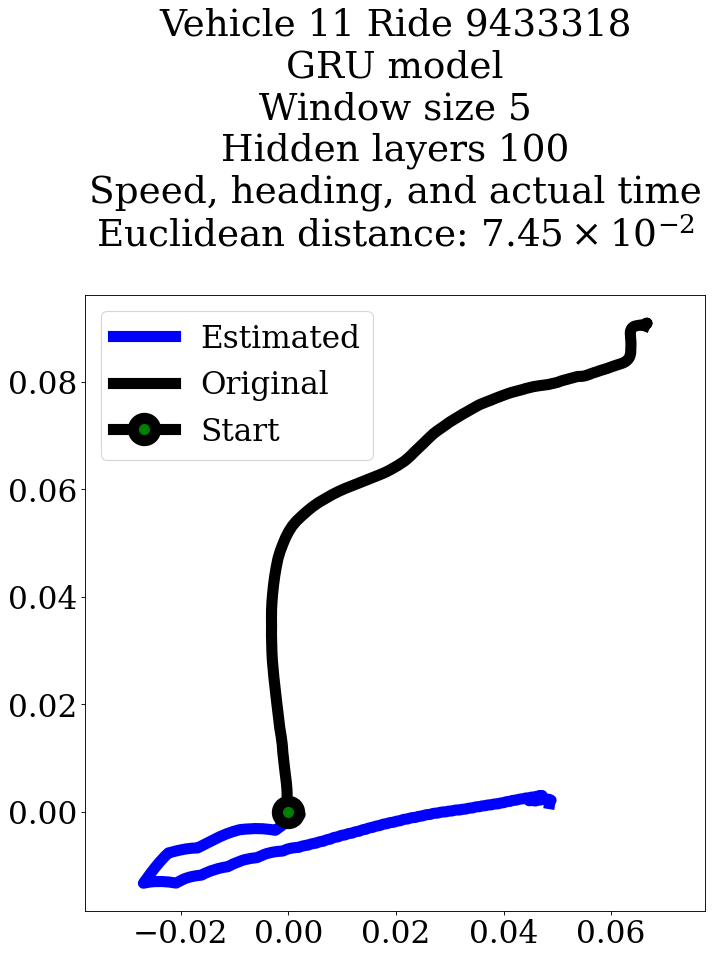 Vehicle 11 Ride 9433318
GRU model
Window size 5
Hidden layers 100
Speed, heading, and actual time
Euclidean distance: 7.45 × 10⁻²
Estimated
Original
Start
0.08
0.06
0.04
0.02
0.00
−0.02 0.00 0.02 0.04 0.06